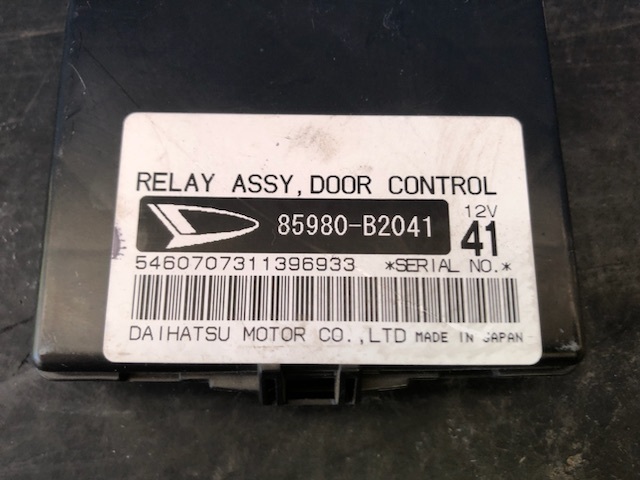 RELAY ASSY, DOOR CONTROL
85980-B2041
12V
41
5460707311396933 *SERIAL NO.*
DAIHATSU MOTOR CO.,LTD MADE IN JAPAN